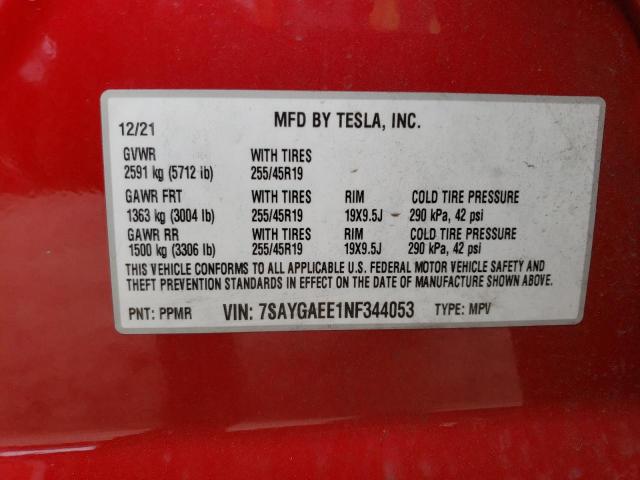 12/21 MFD BY TESLA, INC.
GVWR WITH TIRES
2591 kg (5712 lb) 255/45R19
GAWR FRT WITH TIRES RIM COLD TIRE PRESSURE
1363 kg (3004 lb) 255/45R19 19X9.5J 290 kPa, 42 psi
GAWR RR WITH TIRES RIM COLD TIRE PRESSURE
1500 kg (3306 lb) 255/45R19 19X9.5J 290 kPa, 42 psi
THIS VEHICLE CONFORMS TO ALL APPLICABLE U.S. FEDERAL MOTOR VEHICLE SAFETY AND
THEFT PREVENTION STANDARDS IN EFFECT ON THE DATE OF MANUFACTURE SHOWN ABOVE.
PNT: PPMR VIN: 7SAYGAEE1NF344053 TYPE: MPV